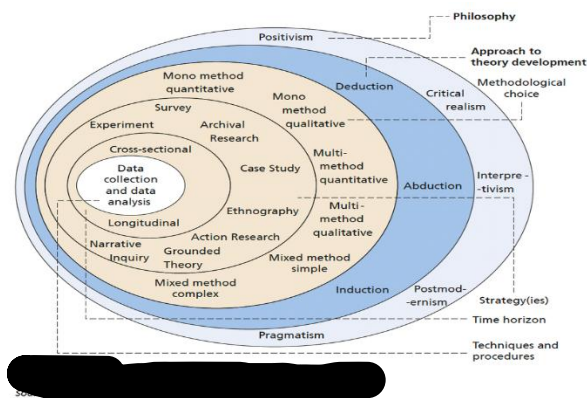 Philosophy
Positivism
Approach to
theory development
Mono method
quantitative
Deduction
Methodological
choice
Survey
Mono
method
qualitative
Critical
realism
Experiment
Archival
Research
Cross-sectional
Data
collection
and data
analysis
Case Study
Multi-
method
quantitative
Abduction
Interpre-
-tivism
Longitudinal
Ethnography
Multi-
method
qualitative
Action Research
Narrative
Inquiry
Grounded
Theory
Mixed method
simple
Mixed method
complex
Induction
Postmod-
-ernism
Strategy(ies)
Pragmatism
Time horizon
Techniques and
procedures